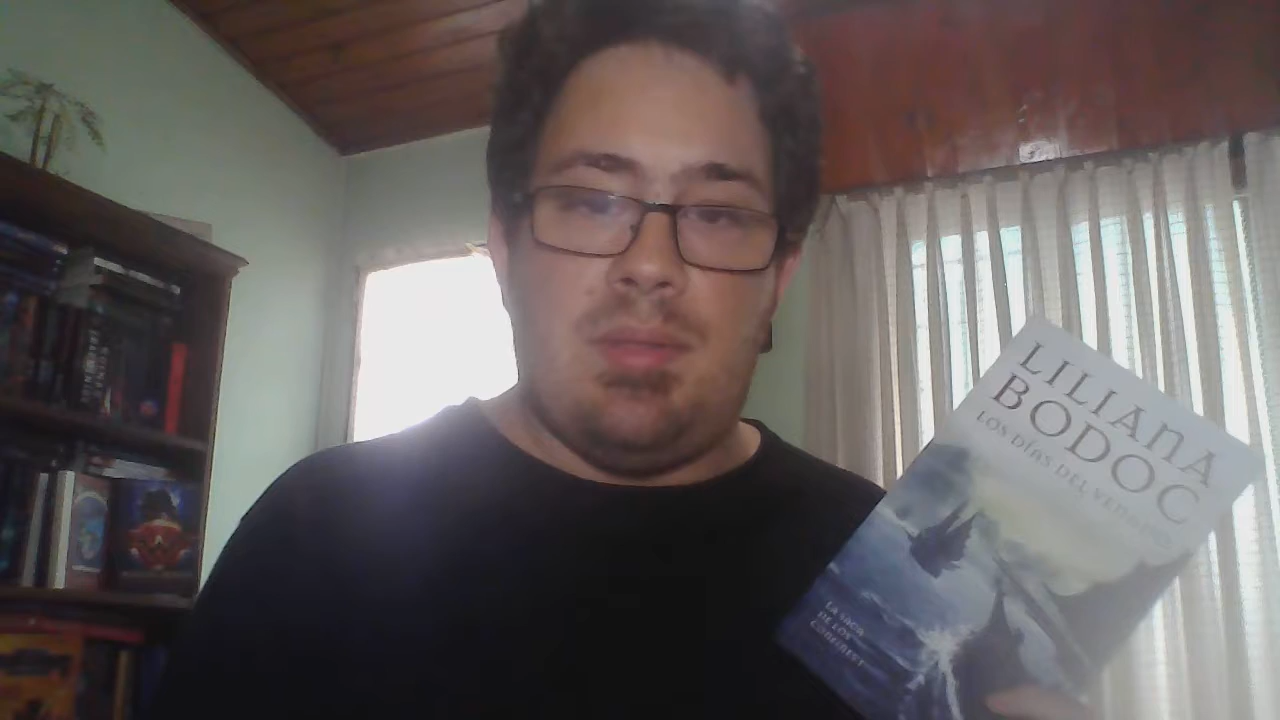 LILIANA
BODOC
LOS DÍAS DEL VENADO
LA SAGA
DE LOS
CONFINES I